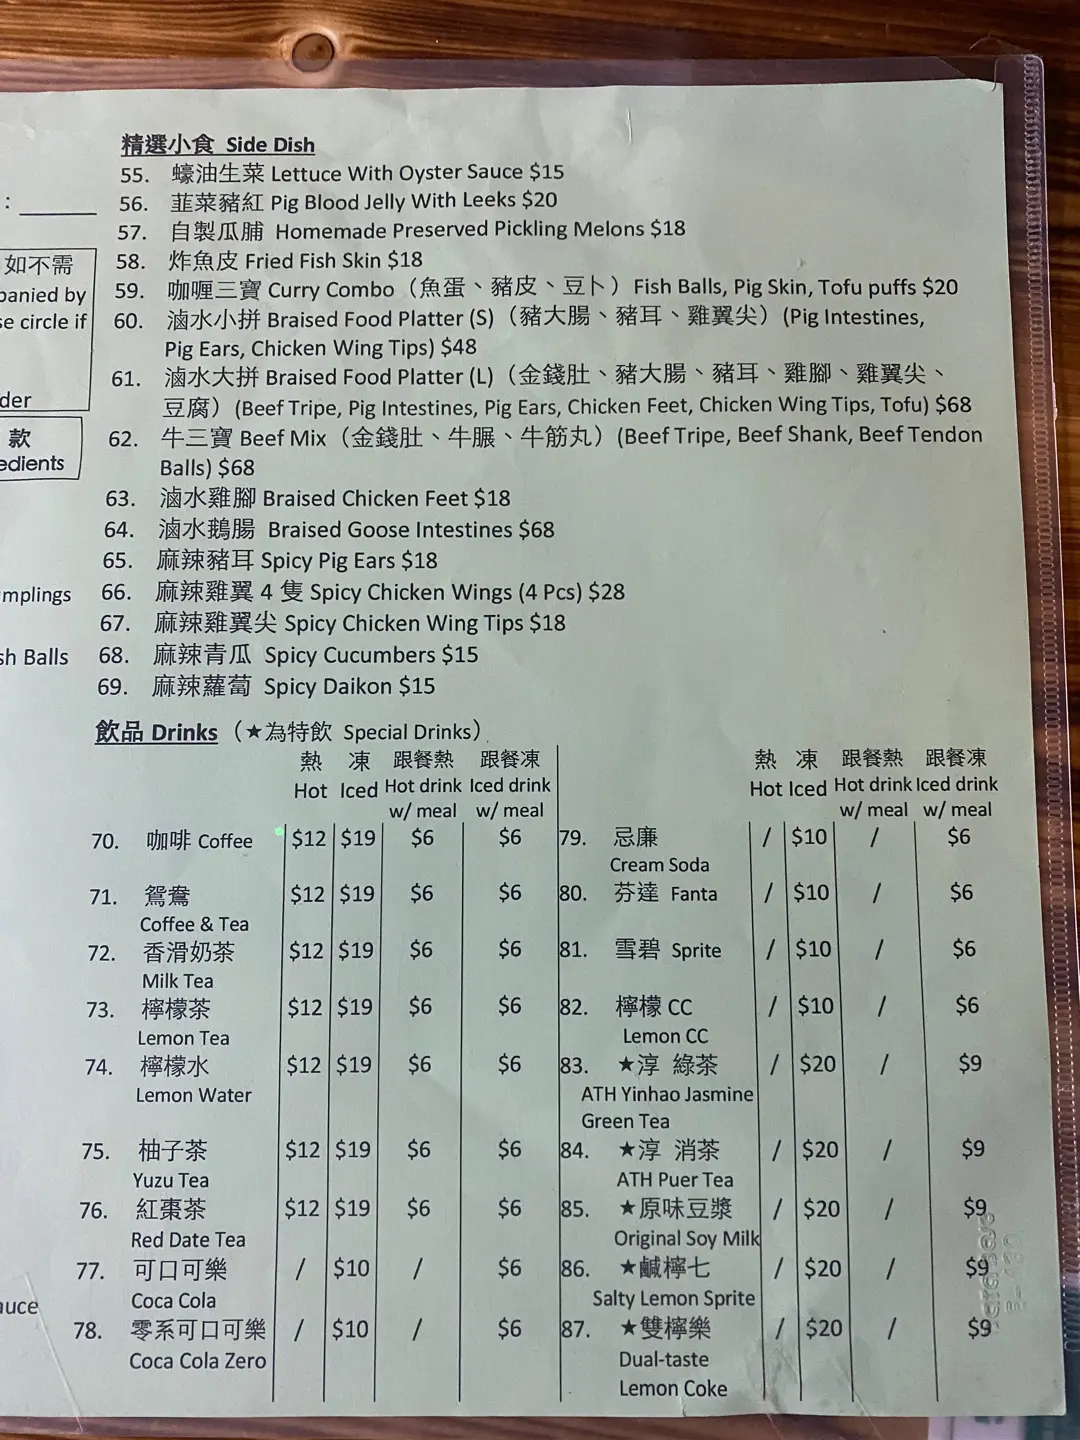 精選小食 Side Dish
55. 蠔油生菜 Lettuce With Oyster Sauce $15
56. 韮菜豬紅 Pig Blood Jelly With Leeks $20
57. 自製瓜脯 Homemade Preserved Pickling Melons $18
58. 炸魚皮 Fried Fish Skin $18
59. 咖喱三寶 Curry Combo（魚蛋、豬皮、豆卜）Fish Balls, Pig Skin, Tofu puffs $20
60. 滷水小拼 Braised Food Platter (S)（豬大腸、豬耳、雞翼尖）(Pig Intestines,
Pig Ears, Chicken Wing Tips) $48
61. 滷水大拼 Braised Food Platter (L)（金錢肚、豬大腸、豬耳、雞腳、雞翼尖、
豆腐）(Beef Tripe, Pig Intestines, Pig Ears, Chicken Feet, Chicken Wing Tips, Tofu) $68
62. 牛三寶 Beef Mix（金錢肚、牛𦟌、牛筋丸）(Beef Tripe, Beef Shank, Beef Tendon
Balls) $68
63. 滷水雞腳 Braised Chicken Feet $18
64. 滷水鵝腸 Braised Goose Intestines $68
65. 麻辣豬耳 Spicy Pig Ears $18
66. 麻辣雞翼 4 隻 Spicy Chicken Wings (4 Pcs) $28
67. 麻辣雞翼尖 Spicy Chicken Wing Tips $18
68. 麻辣青瓜 Spicy Cucumbers $15
69. 麻辣蘿蔔 Spicy Daikon $15
:
如不需
panied by
se circle if
der
款
edients
mplings
sh Balls
auce
飲品 Drinks（★為特飲 Special Drinks）
熱 凍 跟餐熱 跟餐凍
Hot Iced Hot drink Iced drink
w/ meal w/ meal
70. 咖啡 Coffee $12 $19 $6 $6
71. 鴛鴦 $12 $19 $6 $6
Coffee & Tea
72. 香滑奶茶 $12 $19 $6 $6
Milk Tea
73. 檸檬茶 $12 $19 $6 $6
Lemon Tea
74. 檸檬水 $12 $19 $6 $6
Lemon Water
75. 柚子茶 $12 $19 $6 $6
Yuzu Tea
76. 紅棗茶 $12 $19 $6 $6
Red Date Tea
77. 可口可樂 / $10 / $6
Coca Cola
78. 零系可口可樂 / $10 / $6
Coca Cola Zero
熱 凍 跟餐熱 跟餐凍
Hot Iced Hot drink Iced drink
w/ meal w/ meal
79. 忌廉 / $10 / $6
Cream Soda
80. 芬達 Fanta / $10 / $6
81. 雪碧 Sprite / $10 / $6
82. 檸檬 CC / $10 / $6
Lemon CC
83. ★淳 綠茶 / $20 / $9
ATH Yinhao Jasmine
Green Tea
84. ★淳 消茶 / $20 / $9
ATH Puer Tea
85. ★原味豆漿 / $20 / $9
Original Soy Milk
86. ★鹹檸七 / $20 / $9
Salty Lemon Sprite
87. ★雙檸樂 / $20 / $9
Dual-taste
Lemon Coke